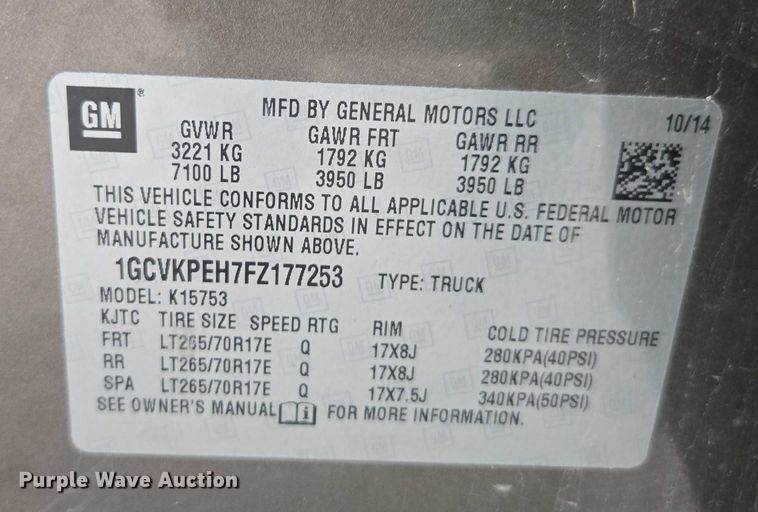 GM®
MFD BY GENERAL MOTORS LLC 10/14
GVWR GAWR FRT GAWR RR
3221 KG 1792 KG 1792 KG
7100 LB 3950 LB 3950 LB
THIS VEHICLE CONFORMS TO ALL APPLICABLE U.S. FEDERAL MOTOR
VEHICLE SAFETY STANDARDS IN EFFECT ON THE DATE OF
MANUFACTURE SHOWN ABOVE.
1GCVKPEH7FZ177253 TYPE: TRUCK
MODEL: K15753
KJTC TIRE SIZE SPEED RTG RIM COLD TIRE PRESSURE
FRT LT265/70R17E Q 17X8J 280KPA(40PSI)
RR LT265/70R17E Q 17X8J 280KPA(40PSI)
SPA LT265/70R17E Q 17X7.5J 340KPA(50PSI)
SEE OWNER'S MANUAL i FOR MORE INFORMATION.
Purple Wave Auction